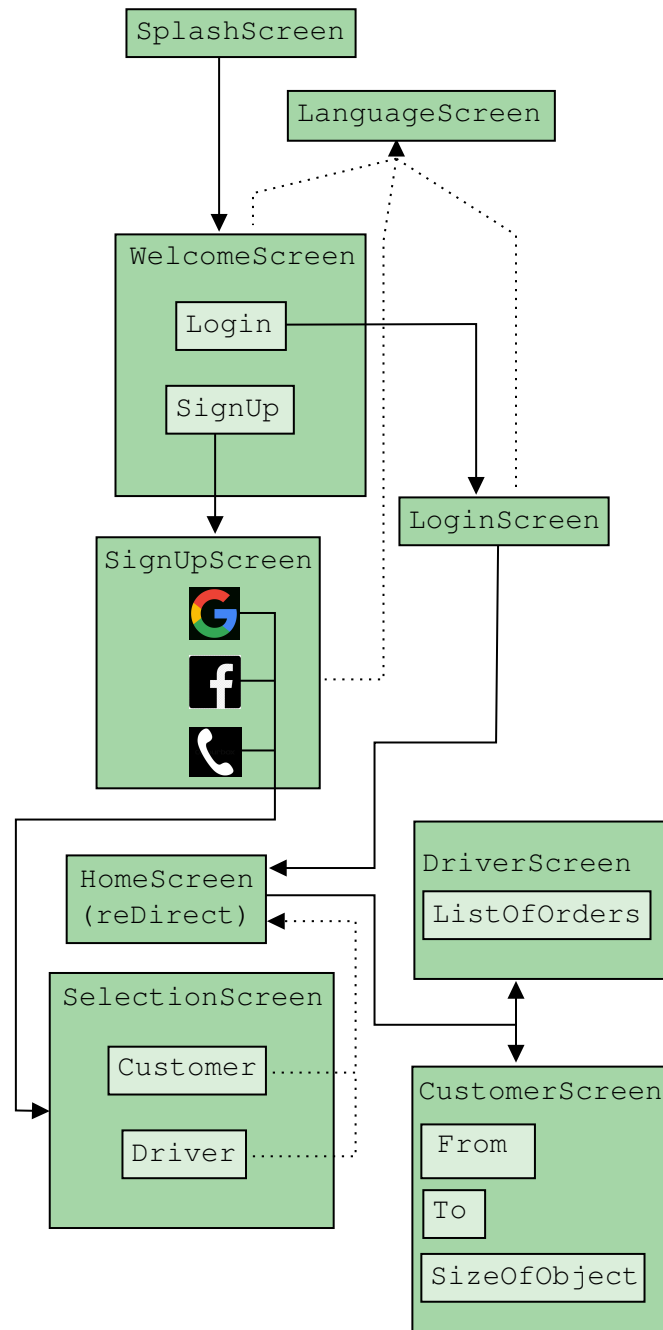 SplashScreen
LanguageScreen
WelcomeScreen
Login
SignUp
LoginScreen
SignUpScreen
HomeScreen
(reDirect)
DriverScreen
ListOfOrders
SelectionScreen
Customer
Driver
CustomerScreen
From
To
SizeOfObject